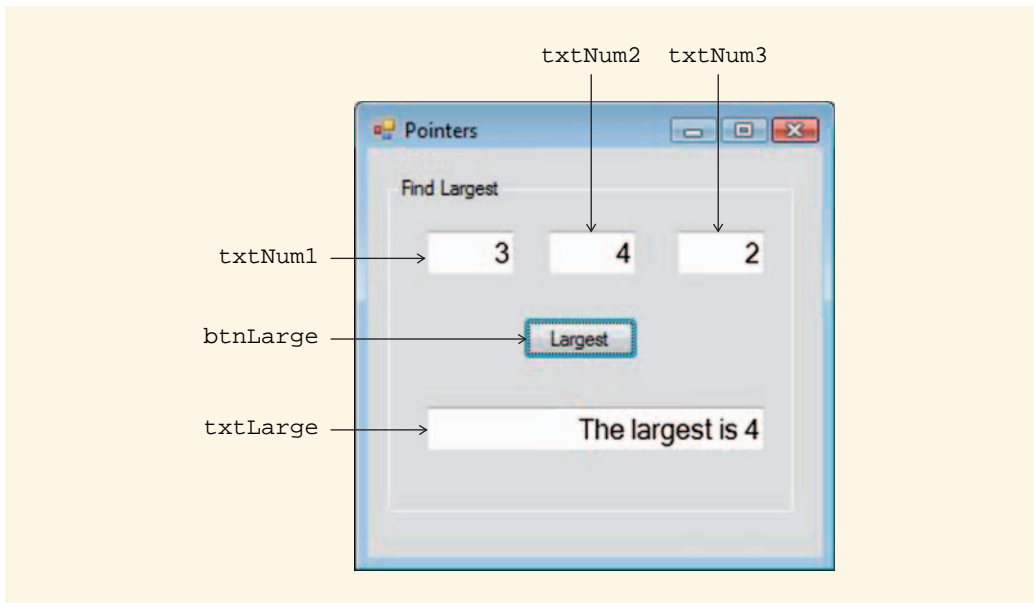 txtNum2 txtNum3
Pointers
Find Largest
txtNum1
3 4 2
btnLarge
Largest
txtLarge
The largest is 4